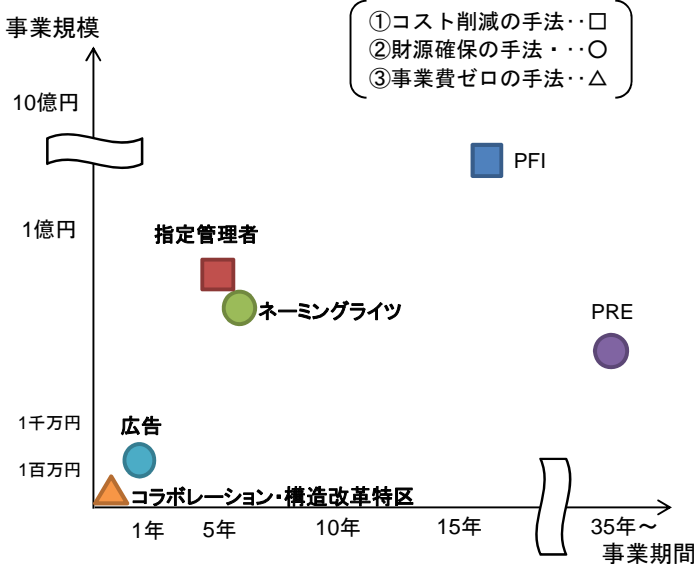 事業規模
①コスト削減の手法‥□
②財源確保の手法・‥○
③事業費ゼロの手法‥△
10億円
PFI
1億円
指定管理者
ネーミングライツ
PRE
1千万円
広告
1百万円
コラボレーション・構造改革特区
1年
5年
10年
15年
35年～
事業期間